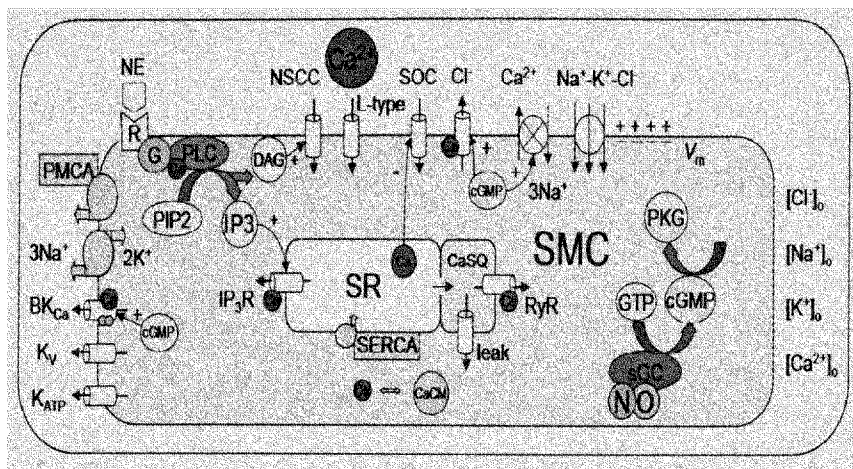 NE
NSCC
Ca²⁺
L-type
SOC
Cl⁻
Ca²⁺
Na⁺-K⁺-Cl⁻
R
G
PLC
DAG
+
-
+
cGMP
+
3Na⁺
+ + + +
Vm
PMCA
PIP2
IP3
+
3Na⁺
2K⁺
IP₃R
SR
CaSQ
RyR
SERCA
leak
SMC
BKCa
+
cGMP
KV
KATP
CaCM
PKG
GTP
cGMP
sGC
NO
[Cl⁻]o
[Na⁺]o
[K⁺]o
[Ca²⁺]o